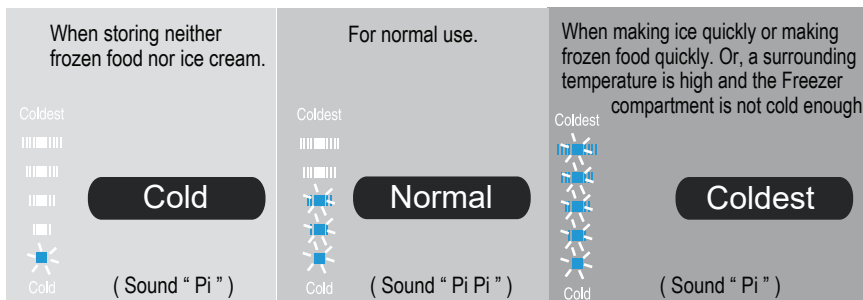 When storing neither
frozen food nor ice cream.
Coldest
Cold
Cold
( Sound “ Pi ” )
For normal use.
Coldest
Normal
Cold
( Sound “ Pi Pi ” )
When making ice quickly or making
frozen food quickly. Or, a surrounding
temperature is high and the Freezer
compartment is not cold enough
Coldest
Coldest
Cold
( Sound “ Pi ” )